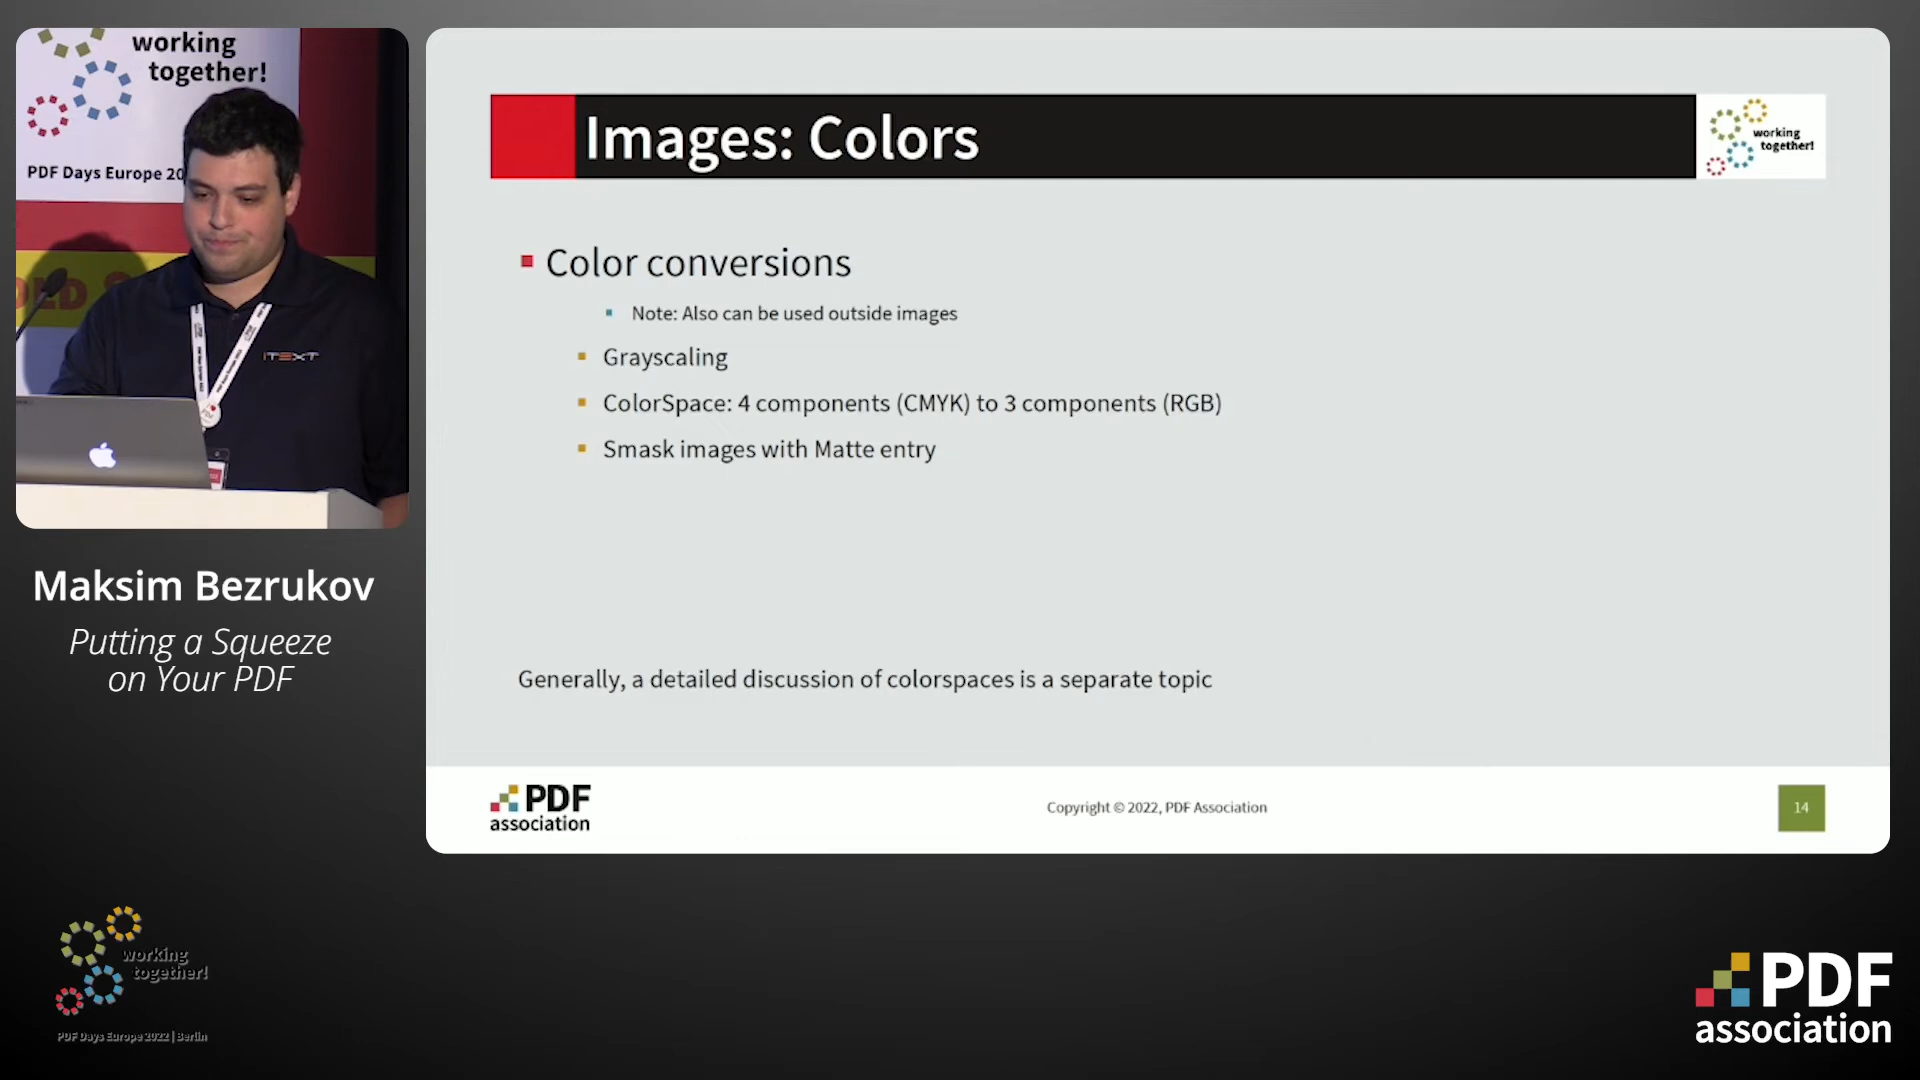 working
together!
PDF Days Europe 20
iTEXT
Maksim Bezrukov
Putting a Squeeze
on Your PDF
Images: Colors
working
together!
Color conversions
Note: Also can be used outside images
Grayscaling
ColorSpace: 4 components (CMYK) to 3 components (RGB)
Smask images with Matte entry
Generally, a detailed discussion of colorspaces is a separate topic
PDF
association
Copyright © 2022, PDF Association
14
working
together!
PDF Days Europe 2022 | Berlin
PDF
association